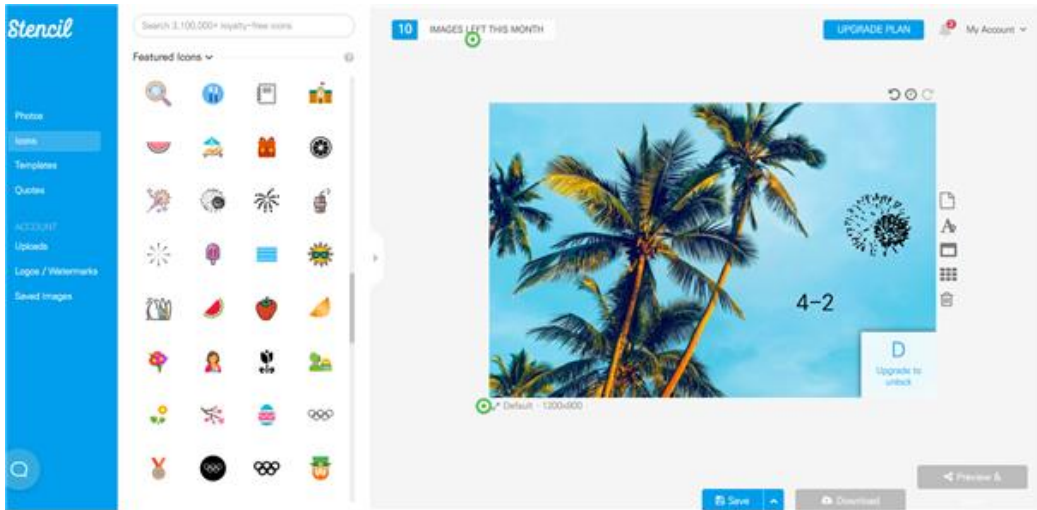 Stencil
Photos
Icons
Templates
Quotes
ACCOUNT
Uploads
Logos / Watermarks
Saved Images
Search 3,100,000+ royalty-free icons
Featured Icons
10 IMAGES LEFT THIS MONTH
UPGRADE PLAN
2
My Account
4-2
D
Upgrade to
unlock
Default - 1200x800
Preview &
Save
Download